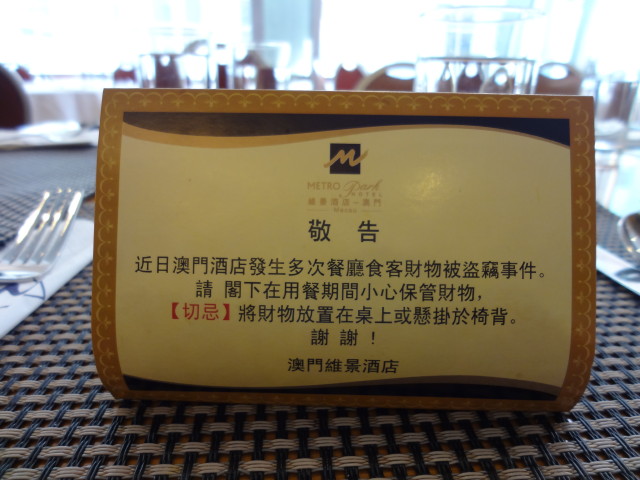 M
METRO Park
HOTEL
維景酒店－澳門
Macau
敬 告
近日澳門酒店發生多次餐廳食客財物被盜竊事件。
請 閣下在用餐期間小心保管財物，
【切忌】將財物放置在桌上或懸掛於椅背。
謝 謝！
澳門維景酒店